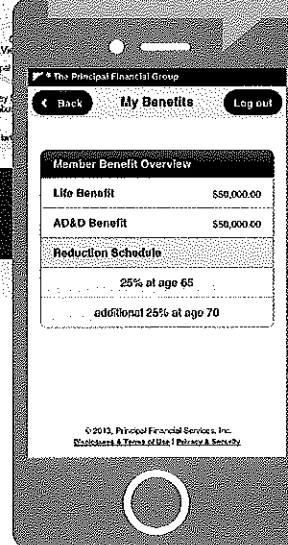 The Principal Financial Group
Back My Benefits Log out
Member Benefit Overview
Life Benefit $50,000.00
AD&D Benefit $50,000.00
Reduction Schedule
25% at age 65
additional 25% at age 70
© 2013, Principal Financial Services, Inc.
Disclosures & Terms of Use | Privacy & Security